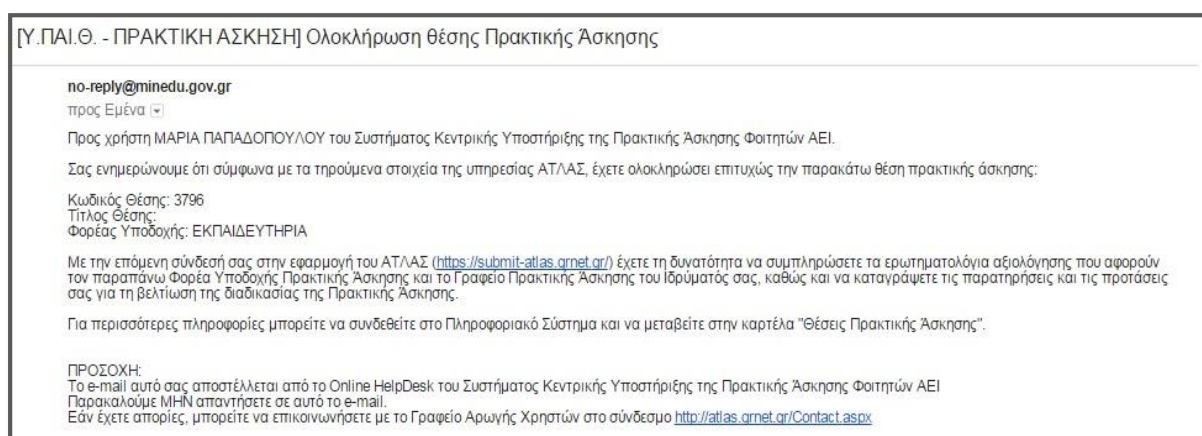 [Υ.ΠΑΙ.Θ. - ΠΡΑΚΤΙΚΗ ΑΣΚΗΣΗ] Ολοκλήρωση θέσης Πρακτικής Άσκησης
no-reply@minedu.gov.gr
προς Εμένα
Προς χρήστη ΜΑΡΙΑ ΠΑΠΑΔΟΠΟΥΛΟΥ του Συστήματος Κεντρικής Υποστήριξης της Πρακτικής Άσκησης Φοιτητών ΑΕΙ.
Σας ενημερώνουμε ότι σύμφωνα με τα τηρούμενα στοιχεία της υπηρεσίας ΑΤΛΑΣ, έχετε ολοκληρώσει επιτυχώς την παρακάτω θέση πρακτικής άσκησης:
Κωδικός Θέσης: 3796
Τίτλος Θέσης:
Φορέας Υποδοχής: ΕΚΠΑΙΔΕΥΤΗΡΙΑ
Με την επόμενη σύνδεσή σας στην εφαρμογή του ΑΤΛΑΣ (https://submit-atlas.grnet.gr/) έχετε τη δυνατότητα να συμπληρώσετε τα ερωτηματολόγια αξιολόγησης που αφορούν
τον παραπάνω Φορέα Υποδοχής Πρακτικής Άσκησης και το Γραφείο Πρακτικής Άσκησης του Ιδρύματός σας, καθώς και να καταγράψετε τις παρατηρήσεις και τις προτάσεις
σας για τη βελτίωση της διαδικασίας της Πρακτικής Άσκησης.
Για περισσότερες πληροφορίες μπορείτε να συνδεθείτε στο Πληροφοριακό Σύστημα και να μεταβείτε στην καρτέλα "Θέσεις Πρακτικής Άσκησης".
ΠΡΟΣΟΧΗ:
Το e-mail αυτό σας αποστέλλεται από το Online HelpDesk του Συστήματος Κεντρικής Υποστήριξης της Πρακτικής Άσκησης Φοιτητών ΑΕΙ
Παρακαλούμε ΜΗΝ απαντήσετε σε αυτό το e-mail.
Εάν έχετε απορίες, μπορείτε να επικοινωνήσετε με το Γραφείο Αρωγής Χρηστών στο σύνδεσμο http://atlas.grnet.gr/Contact.aspx